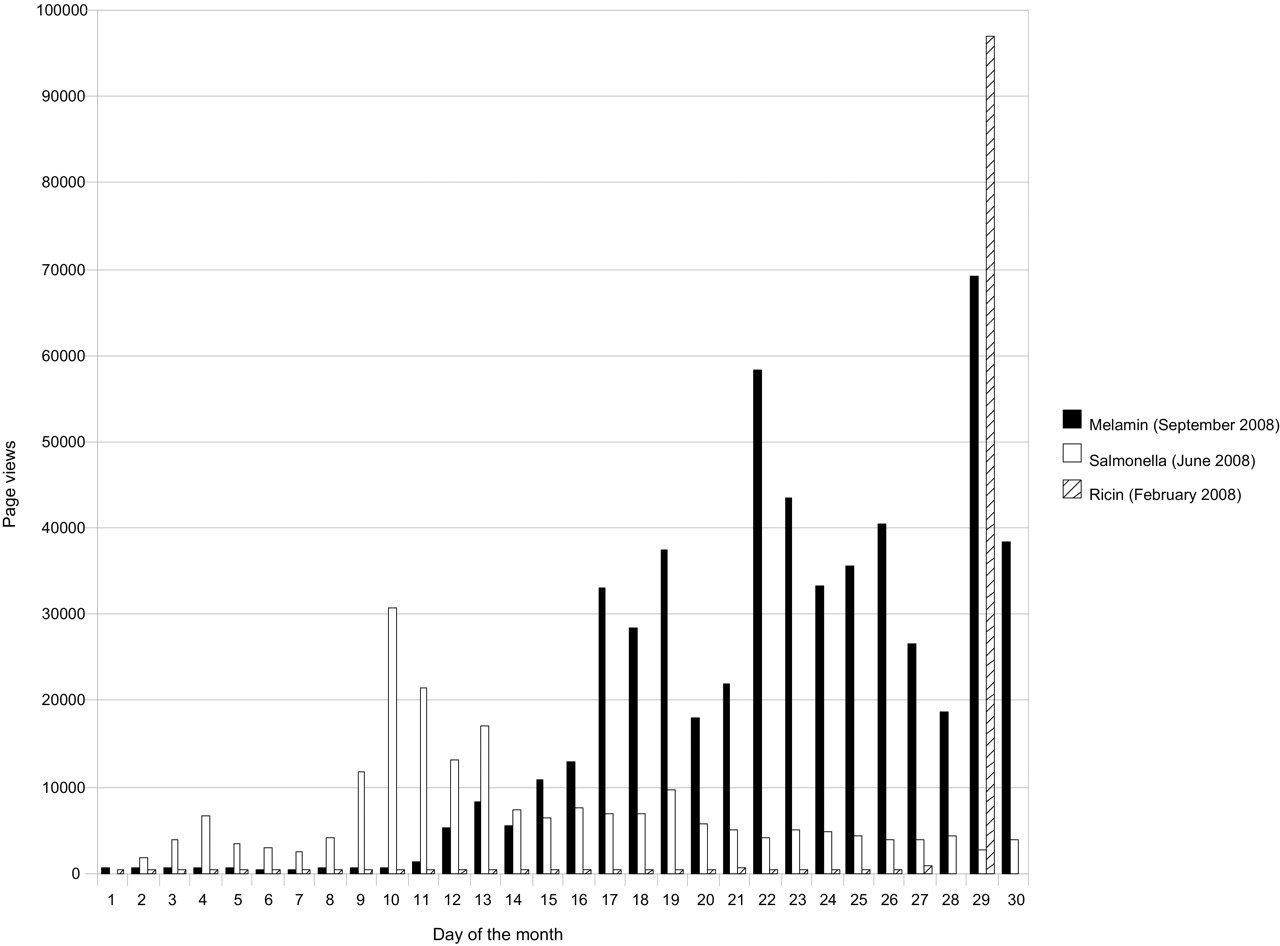 100000
90000
80000
70000
60000
50000
40000
30000
20000
10000
0
Page views
1 2 3 4 5 6 7 8 9 10 11 12 13 14 15 16 17 18 19 20 21 22 23 24 25 26 27 28 29 30
Day of the month
Melamin (September 2008)
Salmonella (June 2008)
Ricin (February 2008)